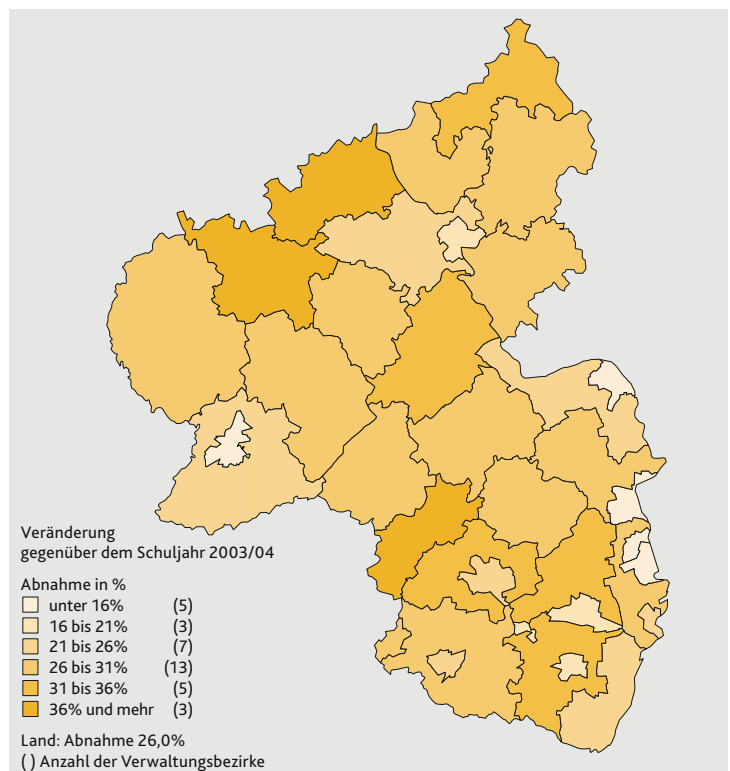 Veränderung
gegenüber dem Schuljahr 2003/04
Abnahme in %
unter 16% (5)
16 bis 21% (3)
21 bis 26% (7)
26 bis 31% (13)
31 bis 36% (5)
36% und mehr (3)
Land: Abnahme 26,0%
( ) Anzahl der Verwaltungsbezirke